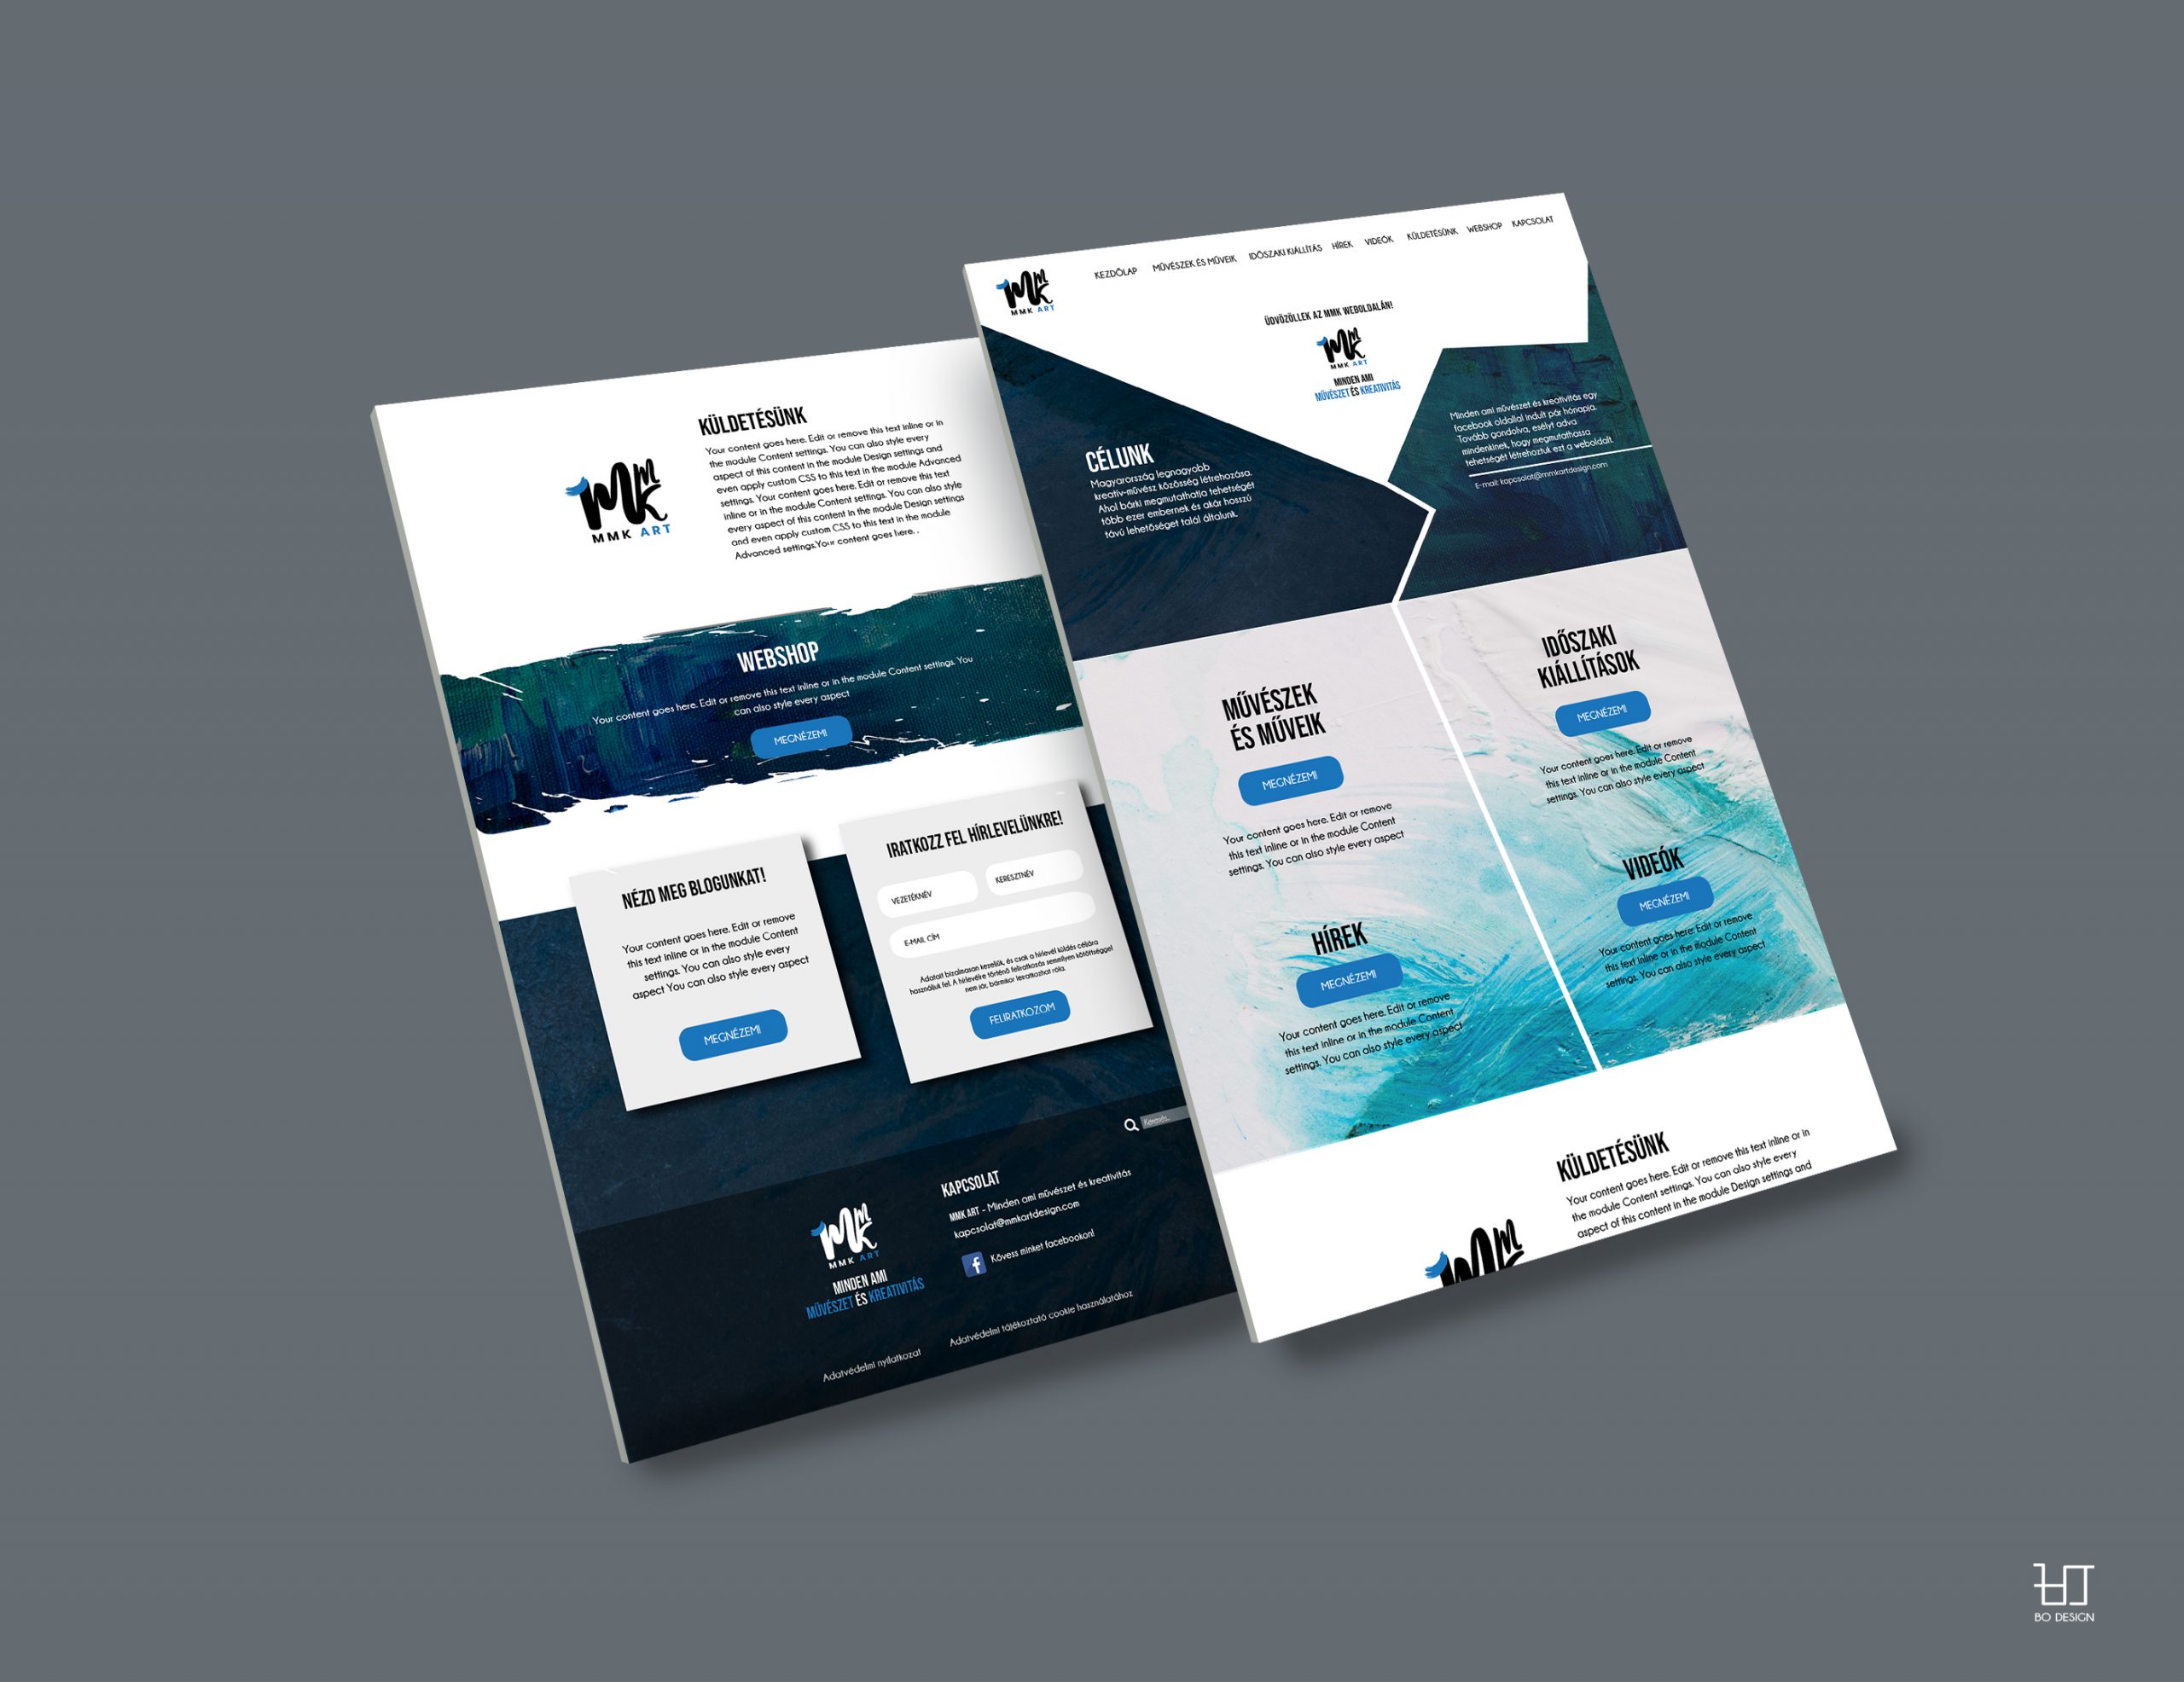 KÜLDETÉSÜNK
Your content goes here. Edit or remove this text inline or in
the module Content settings. You can also style every
aspect of this content in the module Design settings and
even apply custom CSS to this text in the module Advanced
settings. Your content goes here. Edit or remove this text
inline or in the module Content settings. You can also style
every aspect of this content in the module Design settings
and even apply custom CSS to this text in the module
Advanced settings.Your content goes here. .
MMK
MMK ART
WEBSHOP
Your content goes here. Edit or remove this text inline or in the module Content settings. You
can also style every aspect
MEGNÉZEM!
NÉZD MEG BLOGUNKAT!
Your content goes here. Edit or remove
this text inline or in the module Content
settings. You can also style every
aspect You can also style every aspect
MEGNÉZEM!
IRATKOZZ FEL HÍRLEVELÜNKRE!
VEZETÉKNÉV
KERESZTNÉV
E-MAIL CÍM
Adatait bizalmasan kezeljük, és csak a hírlevél küldés céljára
használjuk fel. A hírlevélre történő feliratkozás semmilyen kötöttséggel
nem jár, bármikor leiratkozhat róla.
FELIRATKOZOM
Keresés..
MMK
MMK ART
MINDEN AMI
MŰVÉSZET ÉS KREATIVITÁS
KAPCSOLAT
MMK ART - Minden ami művészet és kreativitás
kapcsolat@mmkartdesign.com
f
Kövess minket facebookon!
Adatvédelmi nyilatkozat
Adatvédelmi tájékoztató cookie használatához
MMK
MMK ART
KEZDŐLAP
MŰVÉSZEK ÉS MŰVEIK
IDŐSZAKI KIÁLLÍTÁS
HÍREK
VIDEÓK
KÜLDETÉSÜNK
WEBSHOP
KAPCSOLAT
ÜDVÖZÖLLEK AZ MMK WEBOLDALÁN!
MMK
MMK ART
MINDEN AMI
MŰVÉSZET ÉS KREATIVITÁS
CÉLUNK
Magyarország legnagyobb
kreatív-művész közösség létrehozása.
Ahol bárki megmutathatja tehetségét
több ezer embernek és akár hosszú
távú lehetőséget talál általunk.
Minden ami művészet és kreativitás egy
facebook oldallal indult pár hónapja.
Tovább gondolva, esélyt adva
mindenkinek, hogy megmutathassa
tehetségét létrehoztuk ezt a weboldalt.
E-mail: kapcsolat@mmkartdesign.com
MŰVÉSZEK
ÉS MŰVEIK
MEGNÉZEM!
Your content goes here. Edit or remove
this text inline or in the module Content
settings. You can also style every aspect
IDŐSZAKI
KIÁLLÍTÁSOK
MEGNÉZEM!
Your content goes here. Edit or remove
this text inline or in the module Content
settings. You can also style every aspect
HÍREK
MEGNÉZEM!
Your content goes here. Edit or remove
this text inline or in the module Content
settings. You can also style every aspect
VIDEÓK
MEGNÉZEM!
Your content goes here. Edit or remove
this text inline or in the module Content
settings. You can also style every aspect
KÜLDETÉSÜNK
Your content goes here. Edit or remove this text inline or in
the module Content settings. You can also style every
aspect of this content in the module Design settings and
BO DESIGN